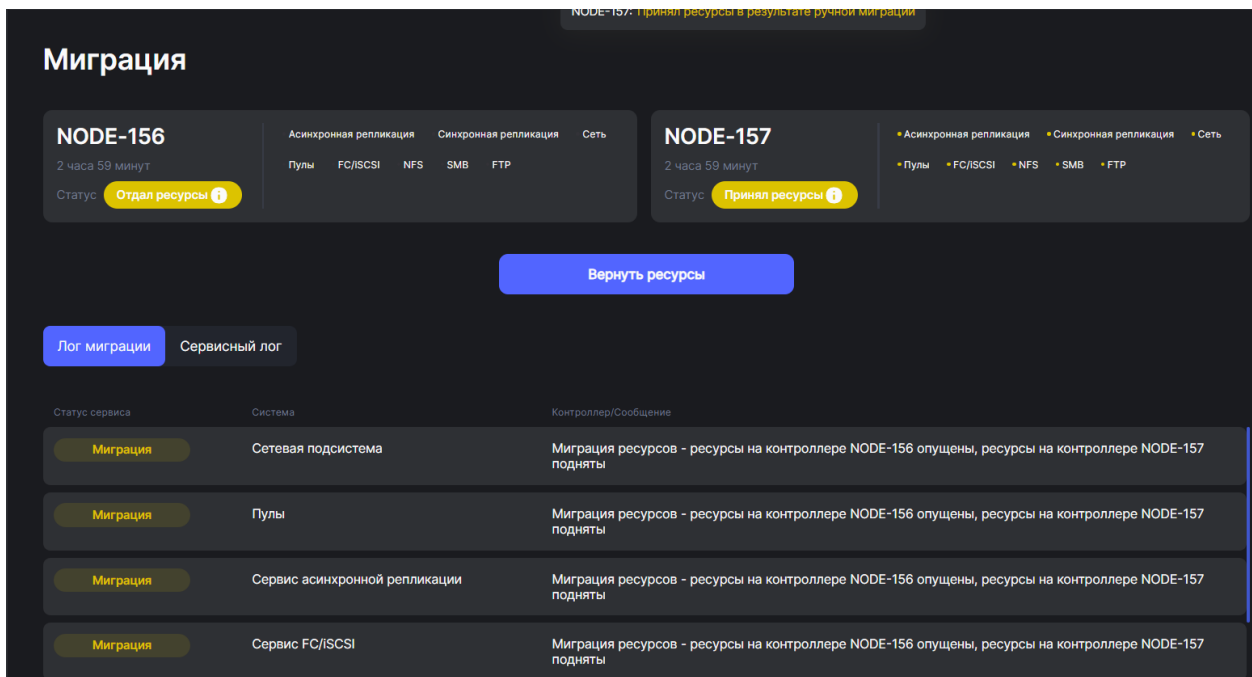 NODE-157: Принял ресурсы в результате ручной миграции
Миграция
NODE-156
2 часа 59 минут
Статус Отдал ресурсы i
Асинхронная репликация Синхронная репликация Сеть
Пулы FC/iSCSI NFS SMB FTP
NODE-157
2 часа 59 минут
Статус Принял ресурсы i
• Асинхронная репликация • Синхронная репликация • Сеть
• Пулы • FC/iSCSI • NFS • SMB • FTP
Вернуть ресурсы
Лог миграции Сервисный лог
Статус сервиса Система Контроллер/Сообщение
Миграция Сетевая подсистема Миграция ресурсов - ресурсы на контроллере NODE-156 опущены, ресурсы на контроллере NODE-157
подняты
Миграция Пулы Миграция ресурсов - ресурсы на контроллере NODE-156 опущены, ресурсы на контроллере NODE-157
подняты
Миграция Сервис асинхронной репликации Миграция ресурсов - ресурсы на контроллере NODE-156 опущены, ресурсы на контроллере NODE-157
подняты
Миграция Сервис FC/iSCSI Миграция ресурсов - ресурсы на контроллере NODE-156 опущены, ресурсы на контроллере NODE-157
подняты